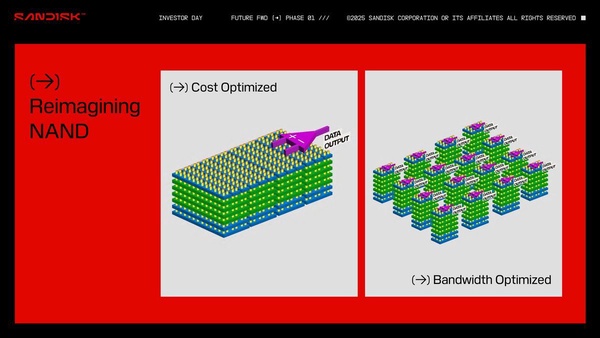 SANDISK
INVESTOR DAY
FUTURE FWD (→) PHASE 01 ///
©2025 SANDISK CORPORATION OR ITS AFFILIATES ALL RIGHTS RESERVED
(→)
Reimagining
NAND
(→) Cost Optimized
DATA
OUTPUT
(→) Bandwidth Optimized